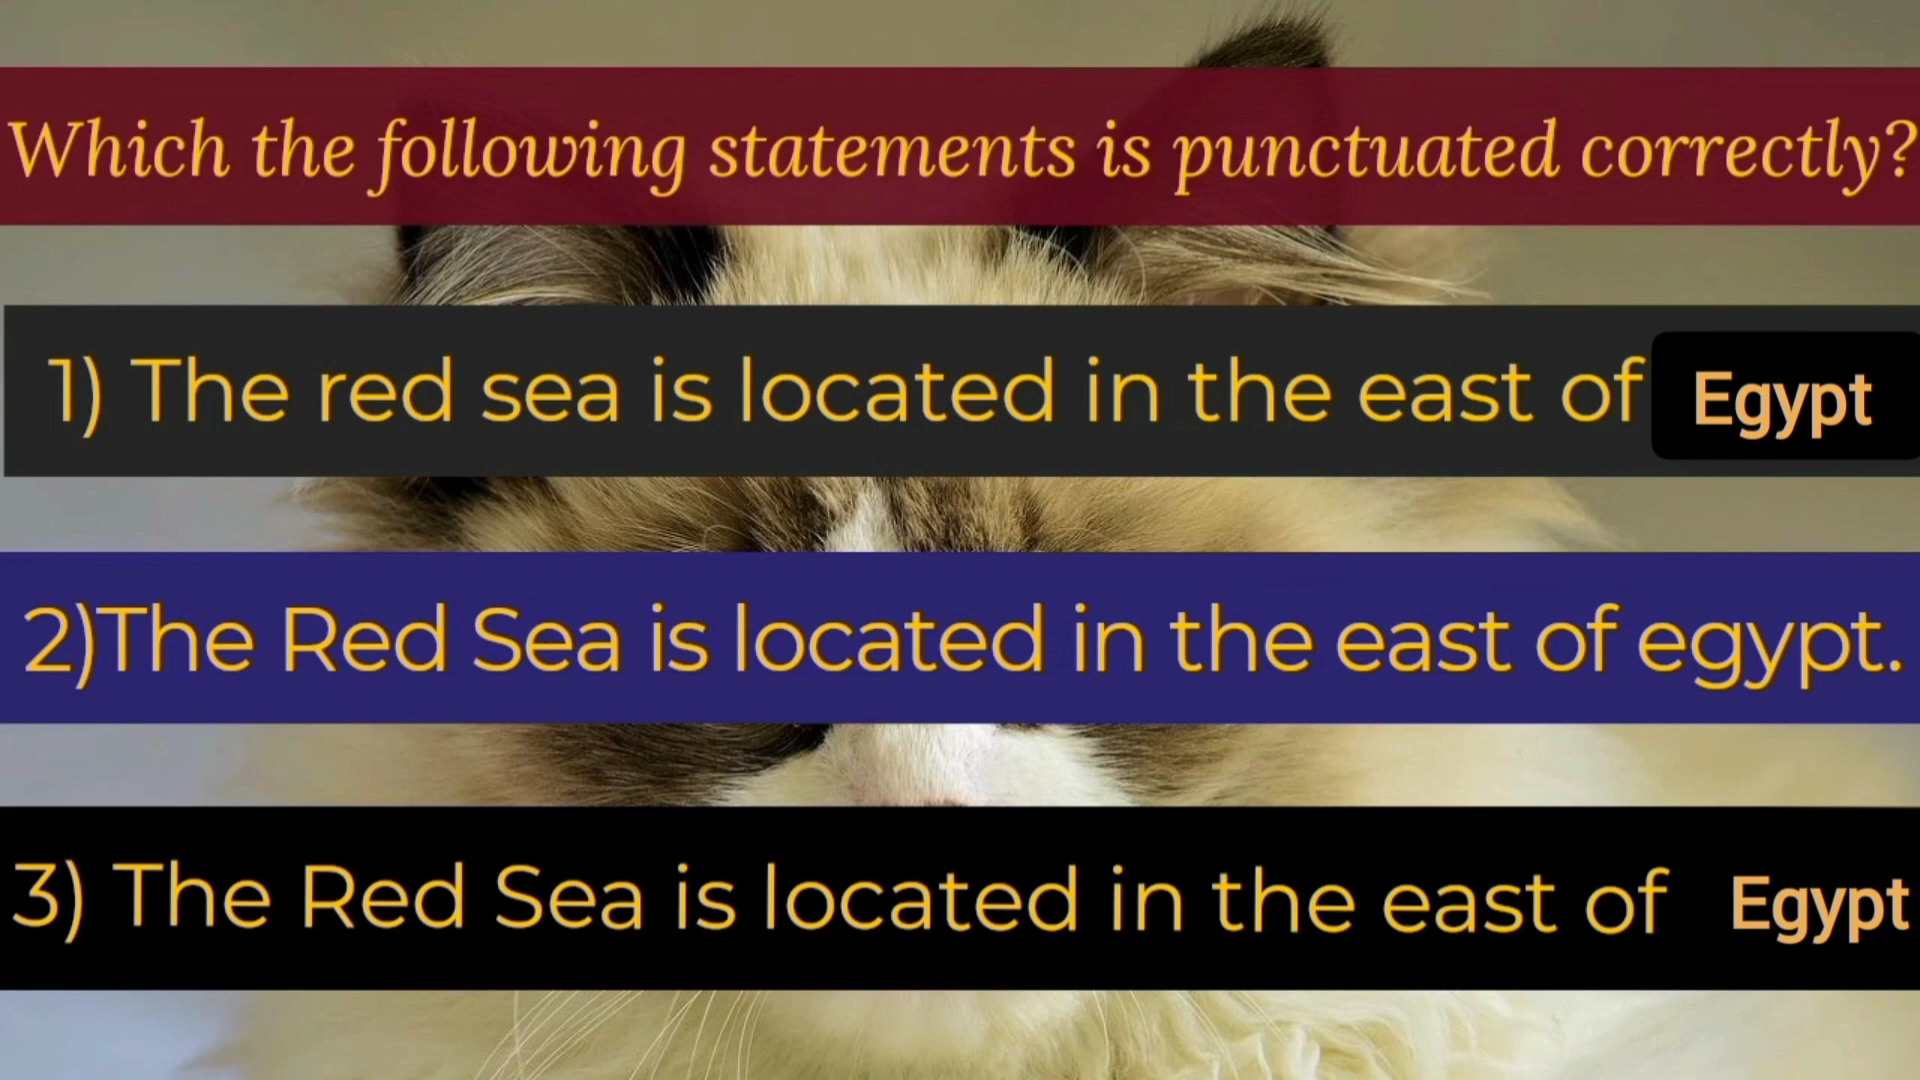 Which the following statements is punctuated correctly?
1) The red sea is located in the east of Egypt
2)The Red Sea is located in the east of egypt.
3) The Red Sea is located in the east of Egypt